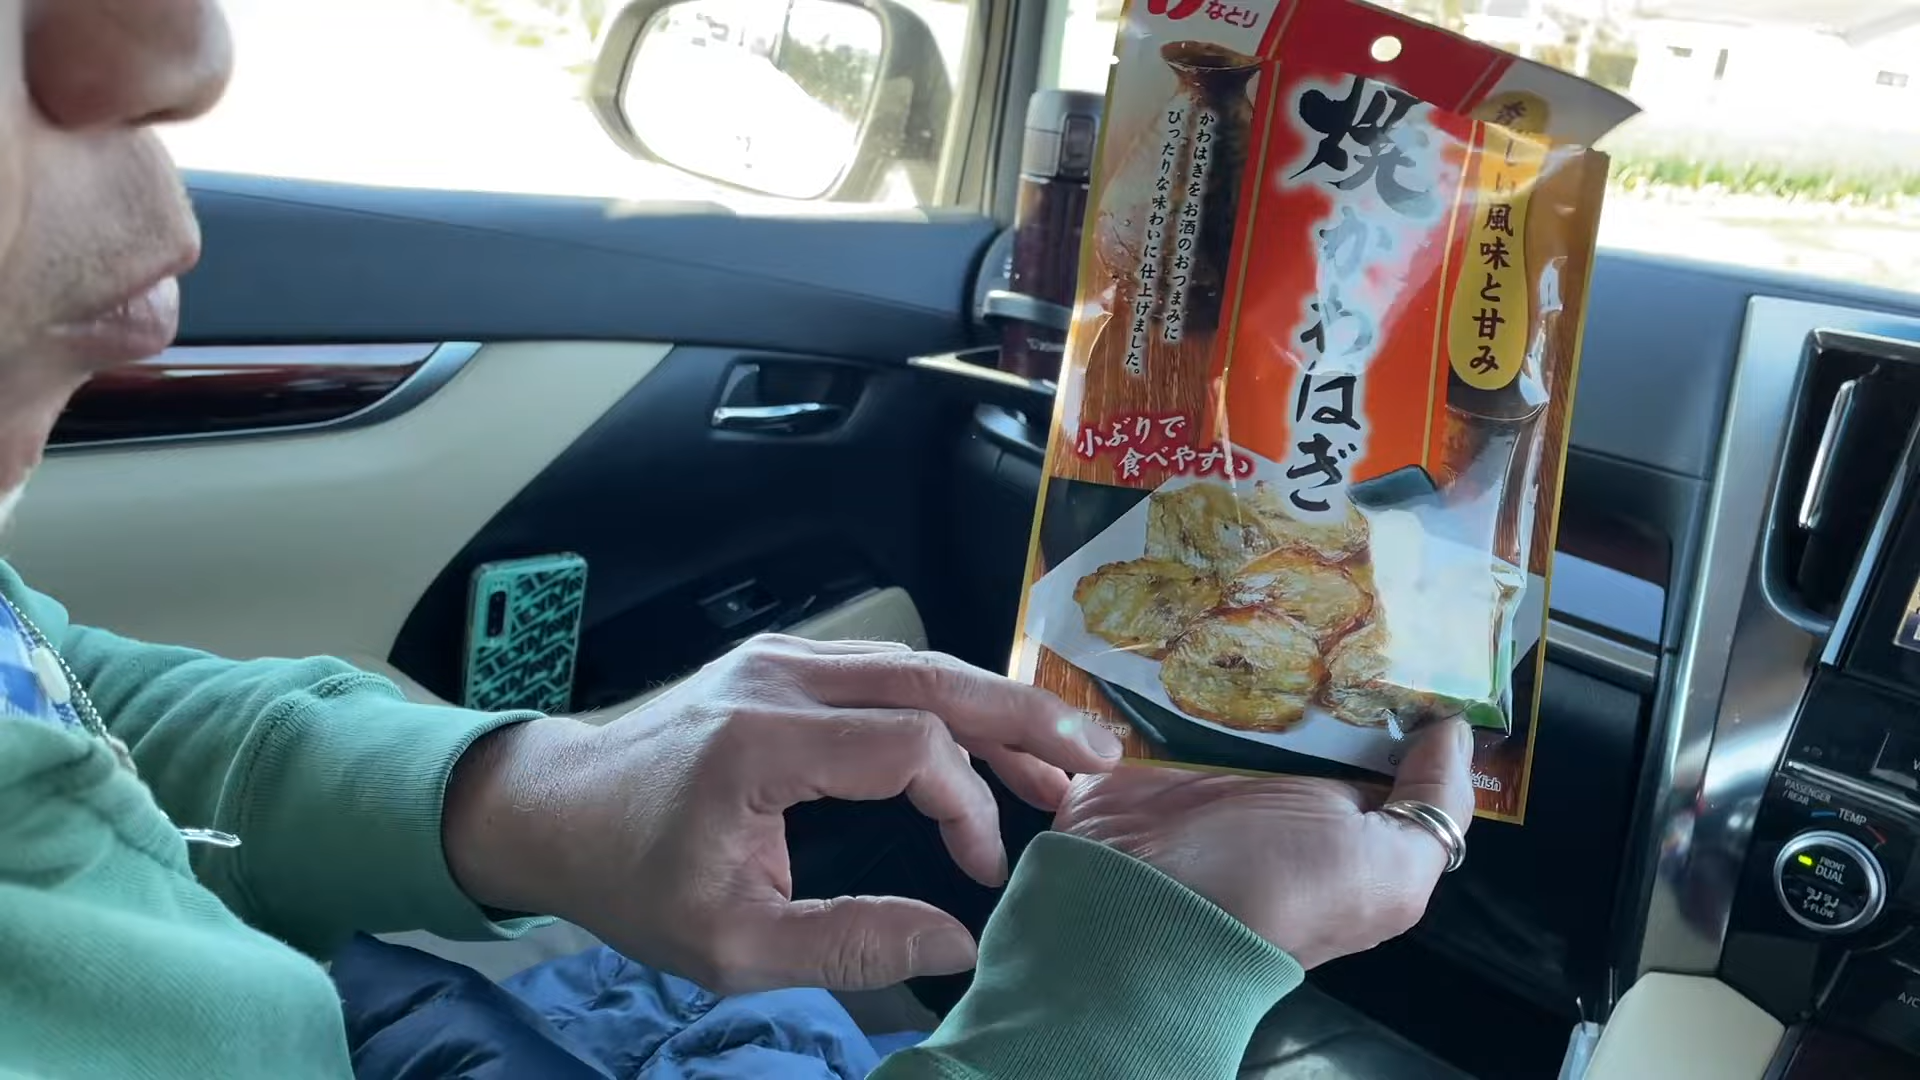 なとり
焼かわはぎ
香ばしい風味と甘み
かわはぎをお酒のおつまみに
ぴったりな味わいに仕上げました。
小ぶりで
食べやすい
PASSENGER
/REAR
TEMP
FRONT
DUAL
S-FLOW
A/C